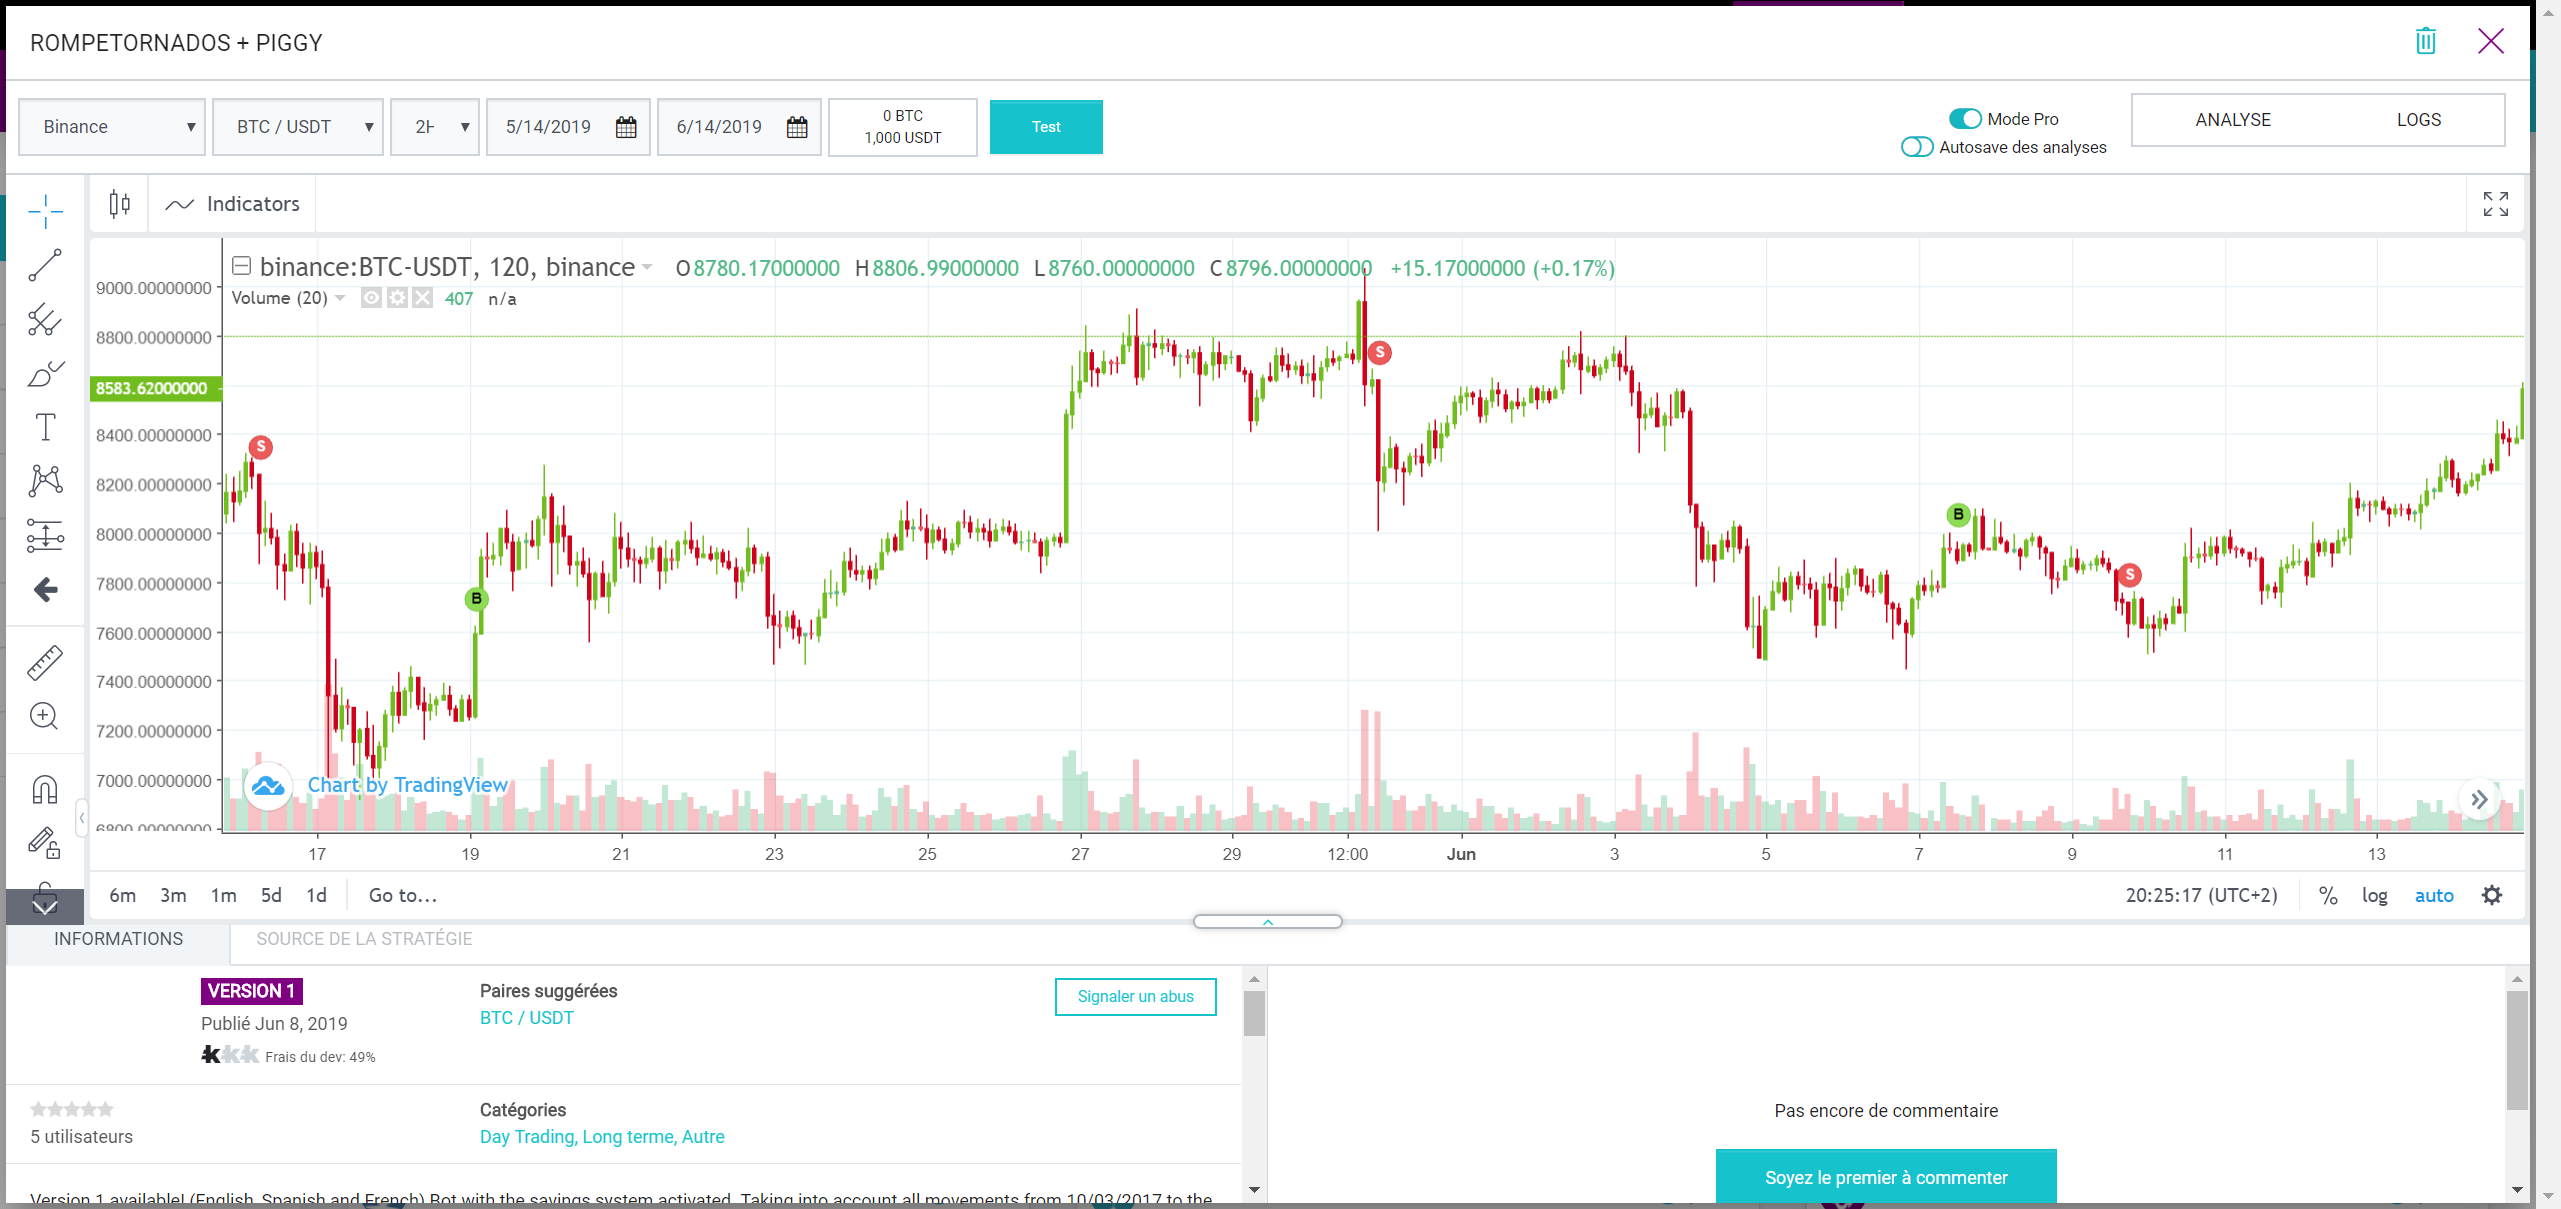 ROMPETORNADOS + PIGGY
Binance
BTC / USDT
5/14/2019
6/14/2019
0 BTC
1,000 USDT
Test
Mode Pro
Autosave des analyses
ANALYSE
LOGS
Indicators
binance:BTC-USDT, 120, binance
O 8780.17000000 H 8806.99000000 L 8760.00000000 C 8796.00000000 +15.17000000 (+0.17%)
Volume (20) 407 n/a
9000.00000000
8800.00000000
8583.62000000
8400.00000000
8200.00000000
8000.00000000
7800.00000000
7600.00000000
7400.00000000
7200.00000000
7000.00000000
6800.00000000
S
B
S
B
S
Chart by TradingView
17 19 21 23 25 27 29 12:00 Jun 3 5 7 9 11 13
6m 3m 1m 5d 1d Go to...
20:25:17 (UTC+2) % log auto
INFORMATIONS
SOURCE DE LA STRATÉGIE
VERSION 1
Publié Jun 8, 2019
Frais du dev: 49%
Paires suggérées
BTC / USDT
Signaler un abus
5 utilisateurs
Catégories
Day Trading, Long terme, Autre
Version 1 available! (English, Spanish and French) Bot with the savings system activated. Taking into account all movements from 10/03/2017 to the
Pas encore de commentaire
Soyez le premier à commenter